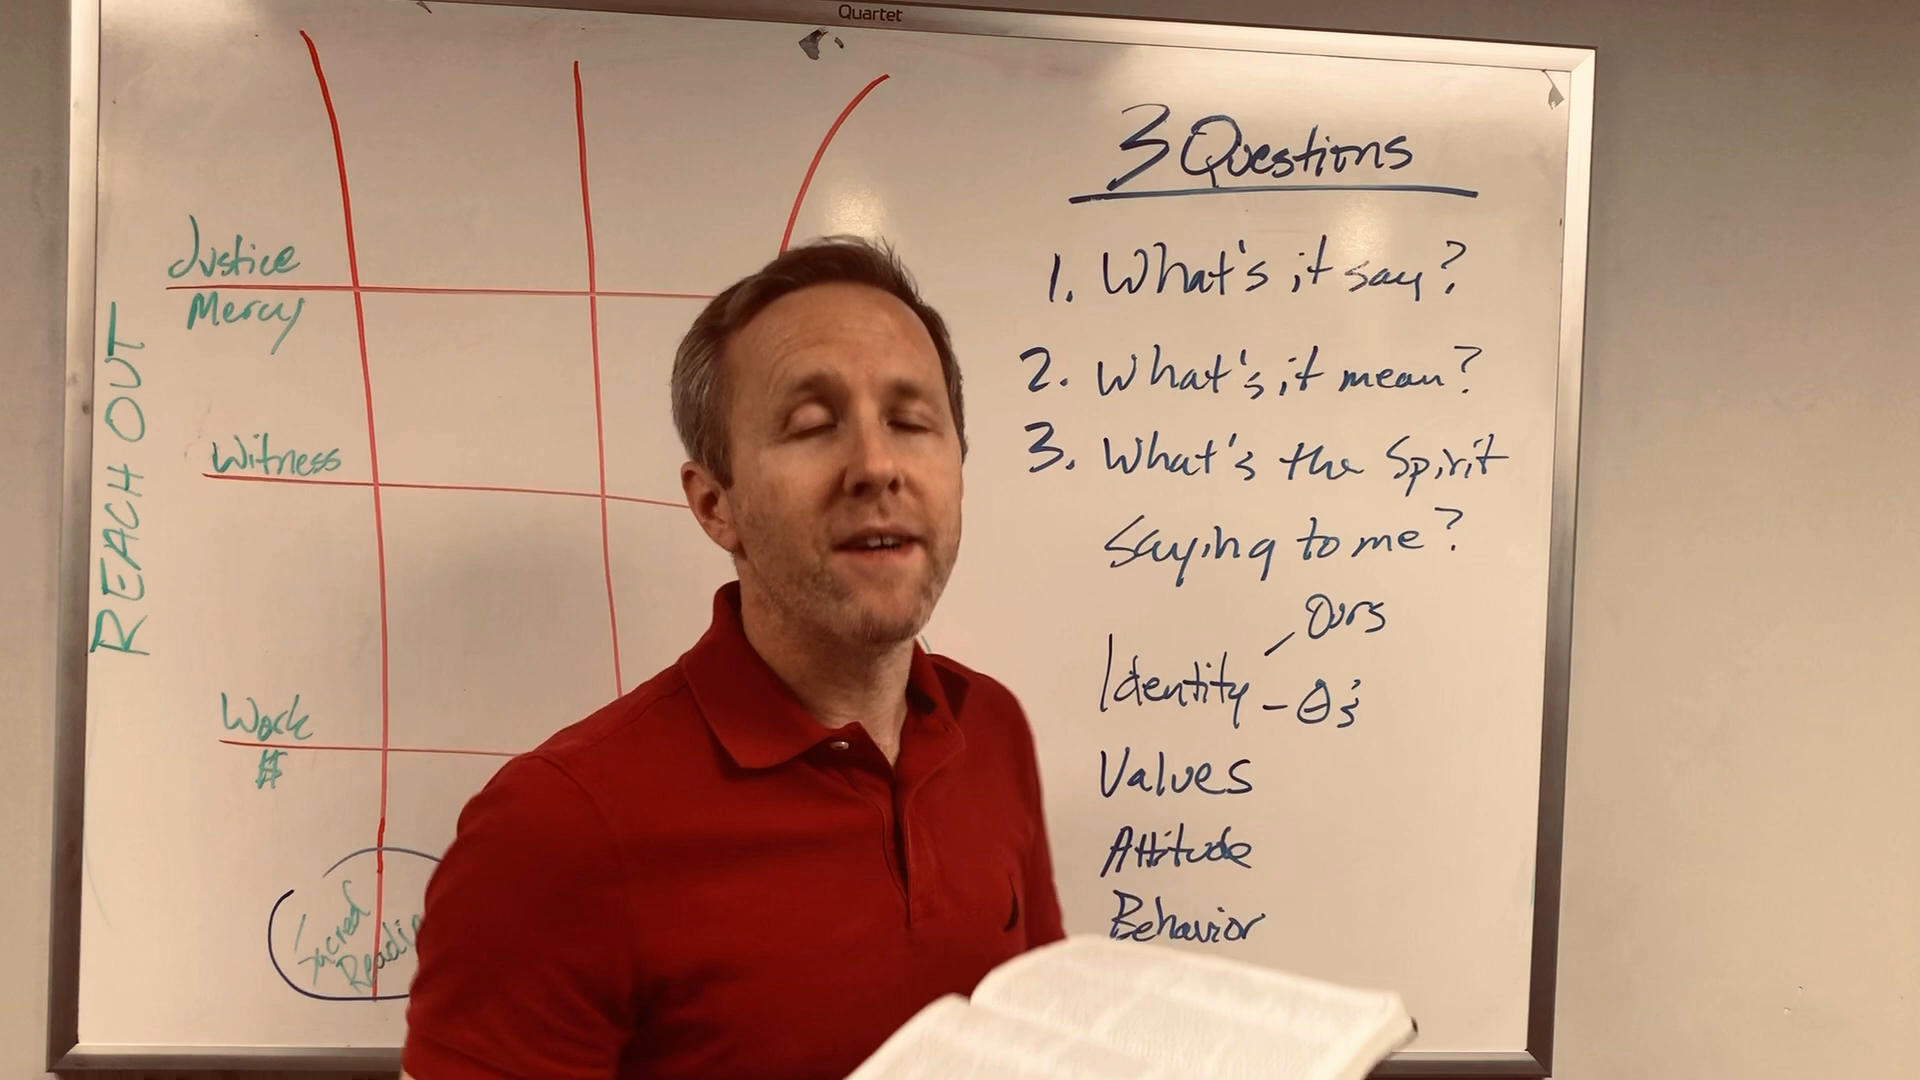 Quartet
Justice
Mercy
REACH OUT
Witness
Work
$
Sacred
3 Questions
1. What's it say?
2. What's it mean?
3. What's the Spirit
saying to me?
Ours
Identity - Θ's
Values
Attitude
Behavior